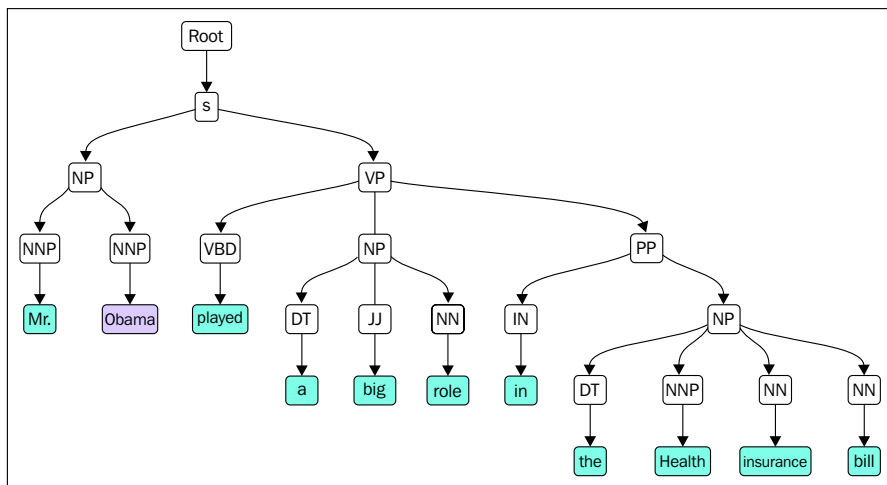 Root
s
NP VP
NNP NNP VBD NP PP
Mr. Obama played DT JJ NN IN NP
a big role in DT NNP NN NN
the Health insurance bill